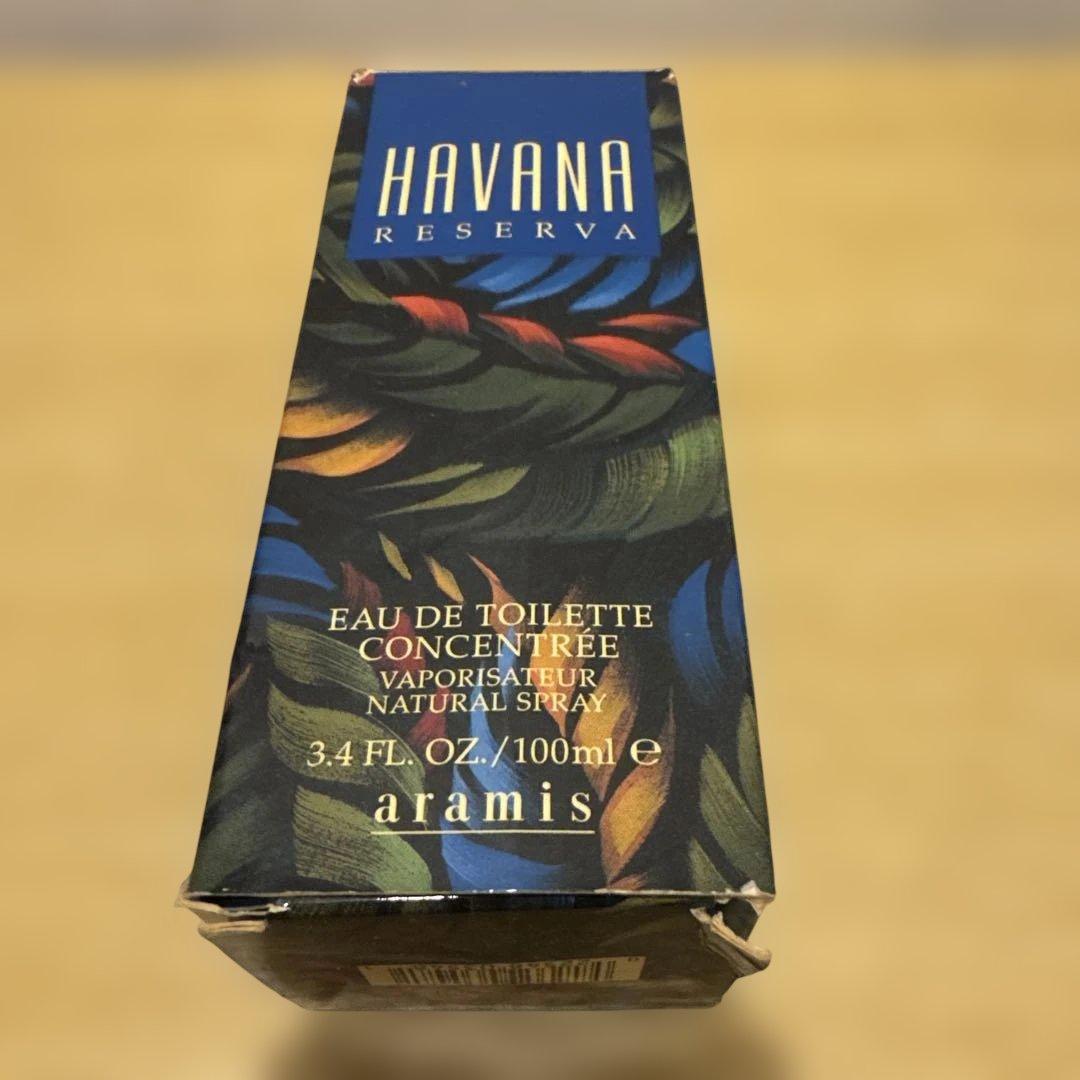 HAVANA
RESERVA
EAU DE TOILETTE
CONCENTRÉE
VAPORISATEUR
NATURAL SPRAY
3.4 FL. OZ./100ml ℮
aramis